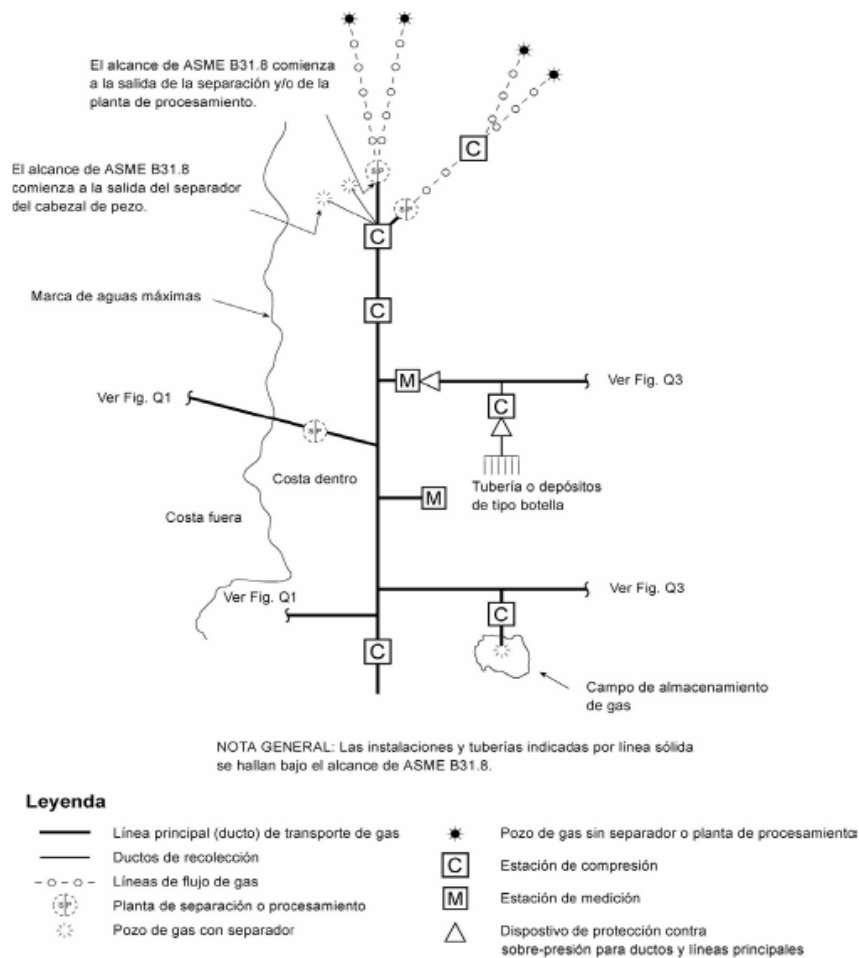 El alcance de ASME B31.8 comienza
a la salida de la separación y/o de la
planta de procesamiento.
El alcance de ASME B31.8
comienza a la salida del separador
del cabezal de pezo.
S P
C
S P
C
Marca de aguas máximas
C
M
Ver Fig. Q3
Ver Fig. Q1
C
S P
Costa dentro
Tubería o depósitos
de tipo botella
M
Costa fuera
Ver Fig. Q3
Ver Fig. Q1
C
C
Campo de almacenamiento
de gas
NOTA GENERAL: Las instalaciones y tuberías indicadas por línea sólida
se hallan bajo el alcance de ASME B31.8.
Leyenda
Línea principal (ducto) de transporte de gas
Ductos de recolección
Líneas de flujo de gas
S P
Planta de separación o procesamiento
Pozo de gas con separador
Pozo de gas sin separador o planta de procesamiento
C
Estación de compresión
M
Estación de medición
Dispostivo de protección contra
sobre-presión para ductos y líneas principales